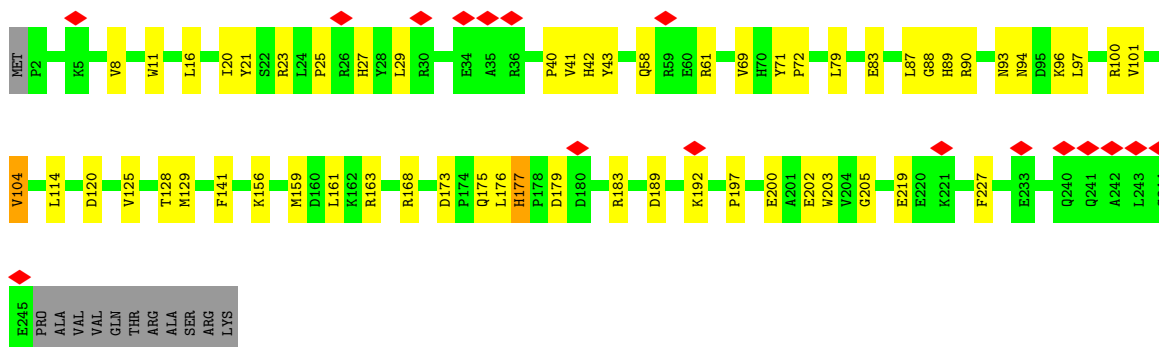 MET P2 K5 V8 W11 L16 I20 Y21 S22 R23 L24 P25 R26 H27 Y28 L29 R30 E34 A35 R36 P40 V41 H42 Y43 Q58 R59 E60 R61 V69 H70 Y71 P72 L79 E83 L87 G88 H89 R90 N93 N94 D95 K96 L97 R100 V101
V104 L114 D120 V125 T128 M129 F141 K156 M159 D160 L161 K162 R163 R168 D173 P174 Q175 L176 H177 P178 D179 D180 R183 D189 K192 P197 E200 A201 E202 W203 V204 G205 E219 E220 K221 F227 E233 Q240 Q241 A242 L243
E245 PRO ALA VAL VAL GLN THR ARG ALA SER ARG LYS